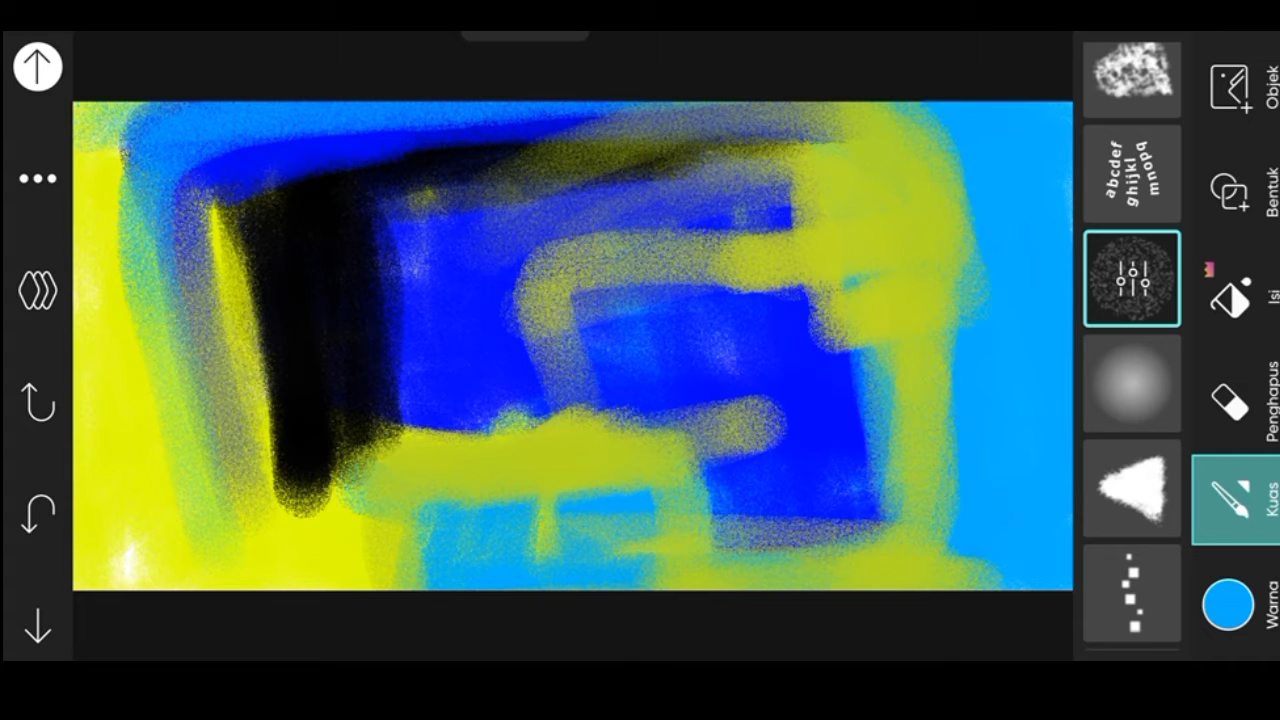 abcdef
ghijkl
mnopq
Objek
Bentuk
Isi
Penghapus
Kuas
Warna